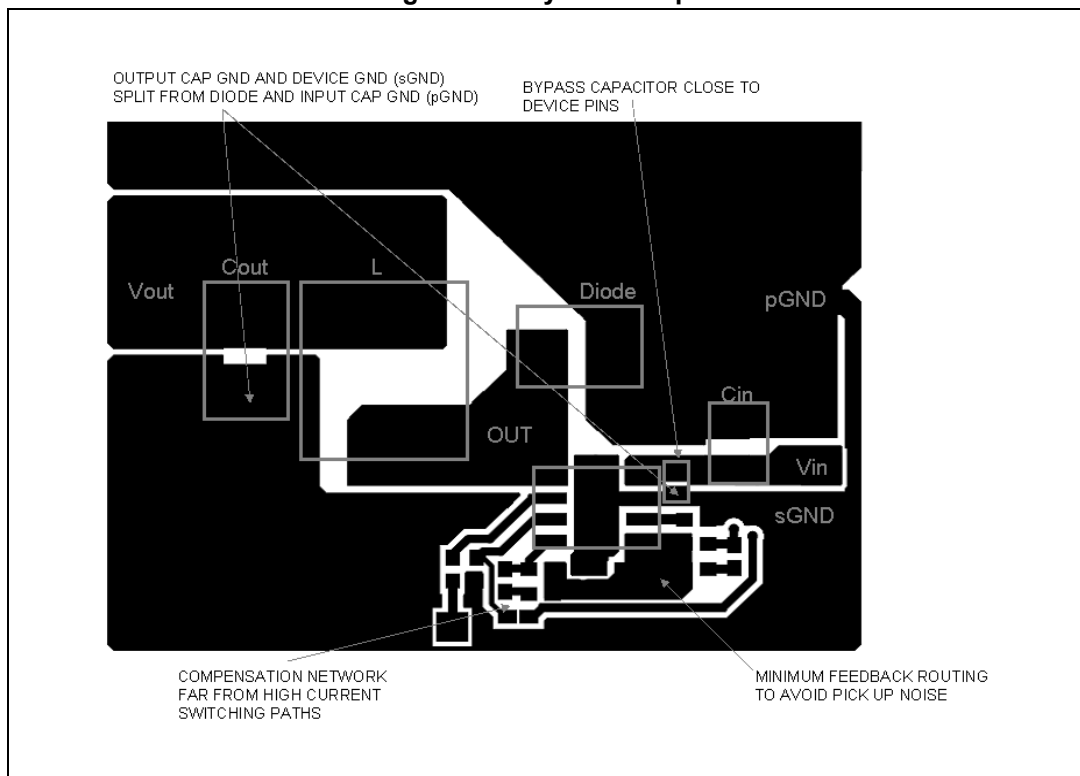 OUTPUT CAP GND AND DEVICE GND (sGND)
SPLIT FROM DIODE AND INPUT CAP GND (pGND)
BYPASS CAPACITOR CLOSE TO
DEVICE PINS
Cout
L
Vout
Diode
pGND
Cin
OUT
Vin
sGND
COMPENSATION NETWORK
FAR FROM HIGH CURRENT
SWITCHING PATHS
MINIMUM FEEDBACK ROUTING
TO AVOID PICK UP NOISE